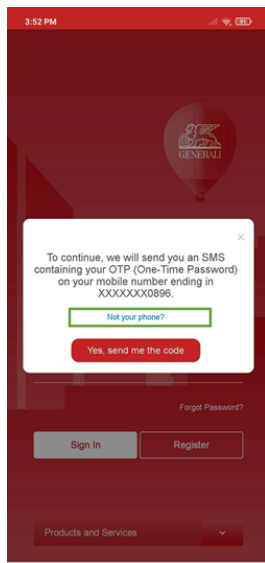 3:52 PM
GENERALI
×
To continue, we will send you an SMS
containing your OTP (One-Time Password)
on your mobile number ending in
XXXXXXX0896.
Not your phone?
Yes, send me the code
Forgot Password?
Sign In
Register
Products and Services